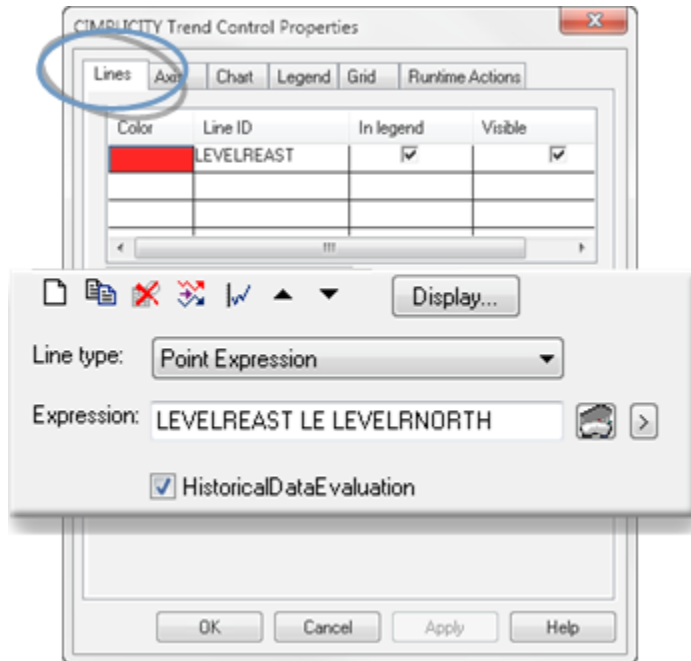 CIMPLICITY Trend Control Properties
Lines Axes Chart Legend Grid Runtime Actions
Color Line ID In legend Visible
LEVELREAST
Display...
Line type: Point Expression
Expression: LEVELREAST LE LEVELRNORTH
HistoricalDataEvaluation
OK Cancel Apply Help